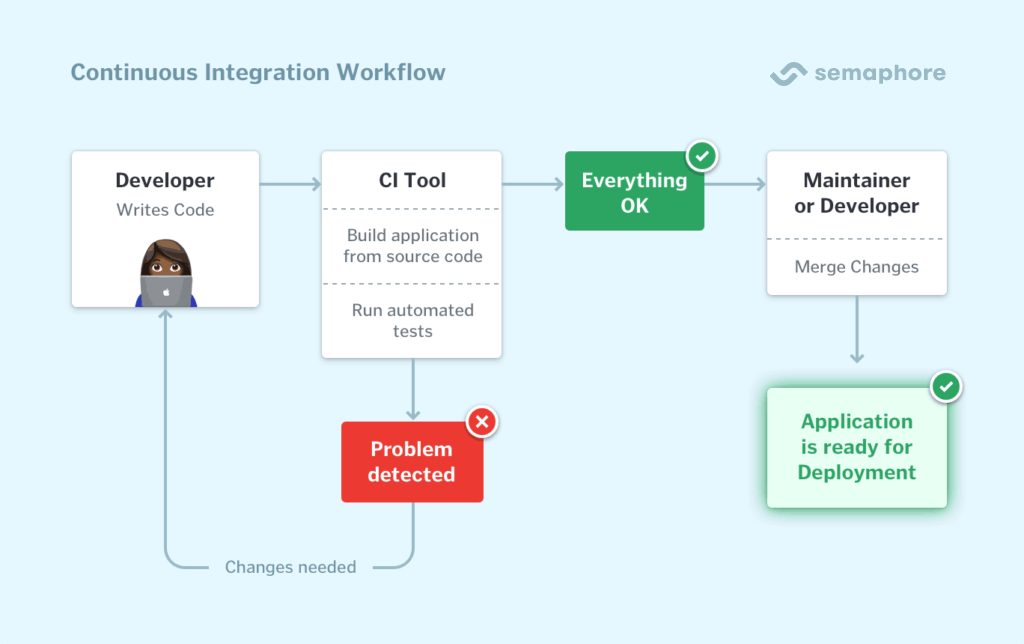 Continuous Integration Workflow
semaphore
Developer
Writes Code
CI Tool
Build application
from source code
Run automated
tests
Everything
OK
Maintainer
or Developer
Merge Changes
Problem
detected
Application
is ready for
Deployment
Changes needed